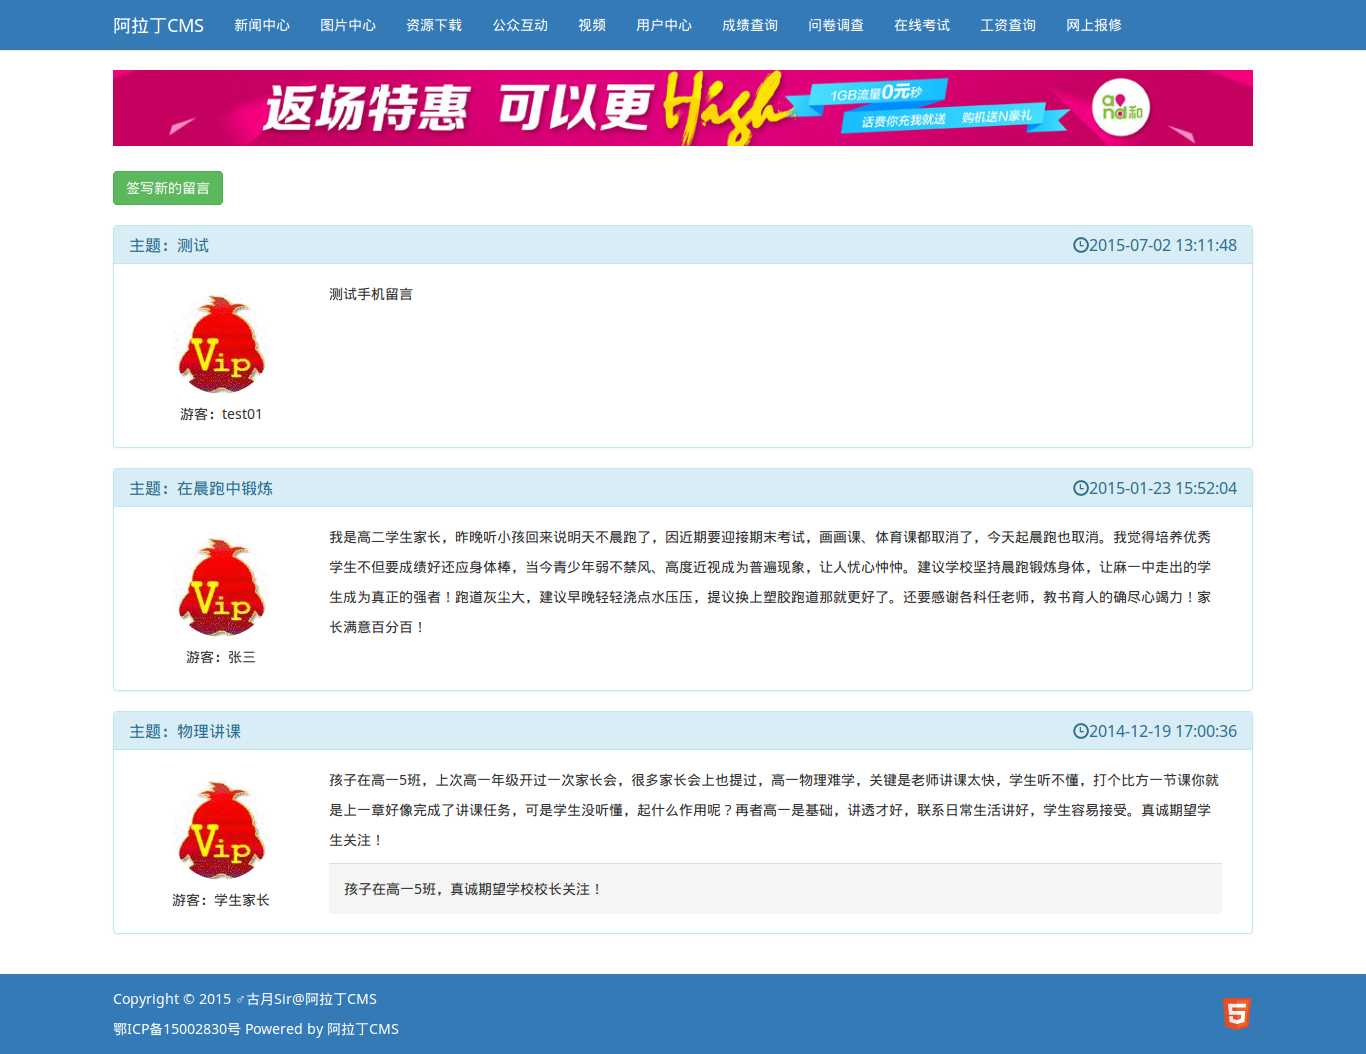 阿拉丁CMS 新闻中心 图片中心 资源下载 公众互动 视频 用户中心 成绩查询 问卷调查 在线考试 工资查询 网上报修
返场特惠 可以更High 1GB流量0元秒 and和
话费你充我就送 购机送N豪礼
签写新的留言
主题：测试 2015-07-02 13:11:48
测试手机留言
Vip
游客：test01
主题：在晨跑中锻炼 2015-01-23 15:52:04
我是高二学生家长，昨晚听小孩回来说明天不晨跑了，因近期要迎接期末考试，画画课、体育课都取消了，今天起晨跑也取消。我觉得培养优秀
学生不但要成绩好还应身体棒，当今青少年弱不禁风、高度近视成为普遍现象，让人忧心忡忡。建议学校坚持晨跑锻炼身体，让麻一中走出的学
生成为真正的强者！跑道灰尘大，建议早晚轻轻浇点水压压，提议换上塑胶跑道那就更好了。还要感谢各科任老师，教书育人的确尽心竭力！家
长满意百分百！
Vip
游客：张三
主题：物理讲课 2014-12-19 17:00:36
孩子在高一5班，上次高一年级开过一次家长会，很多家长会上也提过，高一物理难学，关键是老师讲课太快，学生听不懂，打个比方一节课你就
是上一章好像完成了讲课任务，可是学生没听懂，起什么作用呢？再者高一是基础，讲透才好，联系日常生活讲好，学生容易接受。真诚期望学
生关注！
Vip
孩子在高一5班，真诚期望学校校长关注！
游客：学生家长
Copyright © 2015 ♂古月Sir@阿拉丁CMS
鄂ICP备15002830号 Powered by 阿拉丁CMS
5